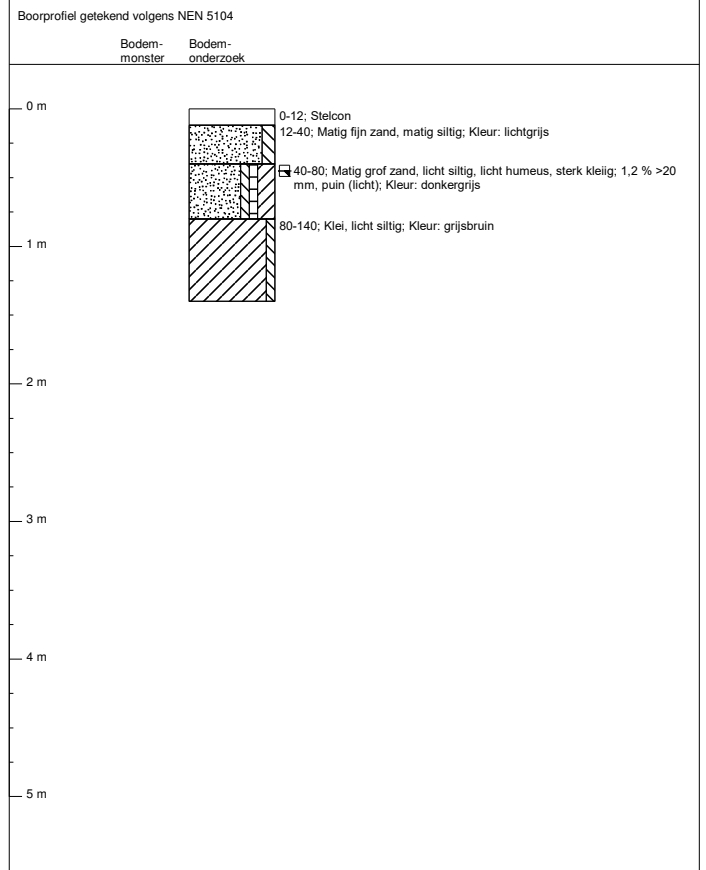 Boorprofiel getekend volgens NEN 5104
Bodem-
monster
Bodem-
onderzoek
0 m
0-12; Stelcon
12-40; Matig fijn zand, matig siltig; Kleur: lichtgrijs
40-80; Matig grof zand, licht siltig, licht humeus, sterk kleiig; 1,2 % >20
mm, puin (licht); Kleur: donkergrijs
80-140; Klei, licht siltig; Kleur: grijsbruin
1 m
2 m
3 m
4 m
5 m